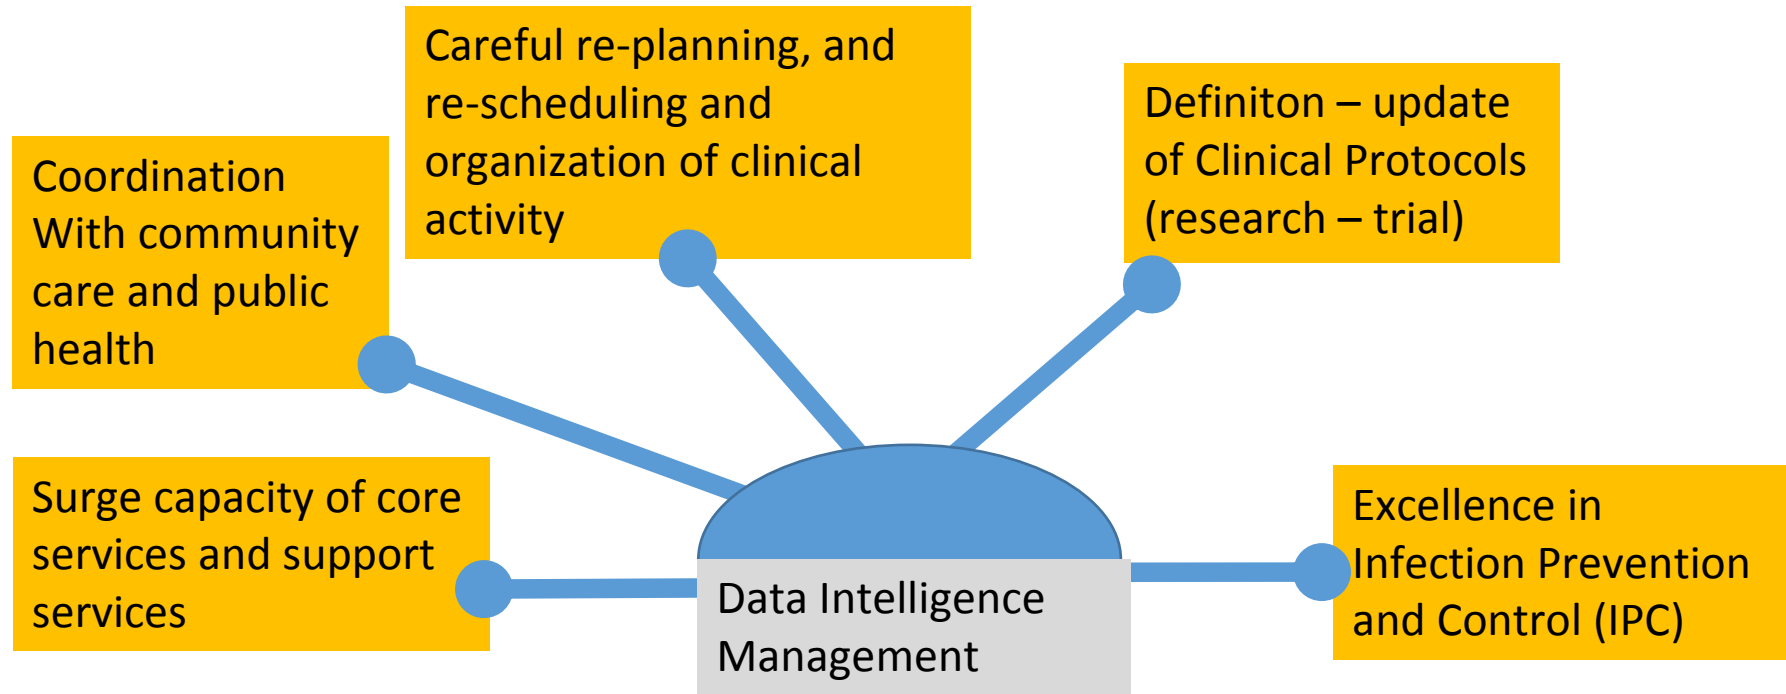 Careful re-planning, and
re-scheduling and
organization of clinical
activity
Definiton – update
of Clinical Protocols
(research – trial)
Coordination
With community
care and public
health
Surge capacity of core
services and support
services
Excellence in
Infection Prevention
and Control (IPC)
Data Intelligence
Management